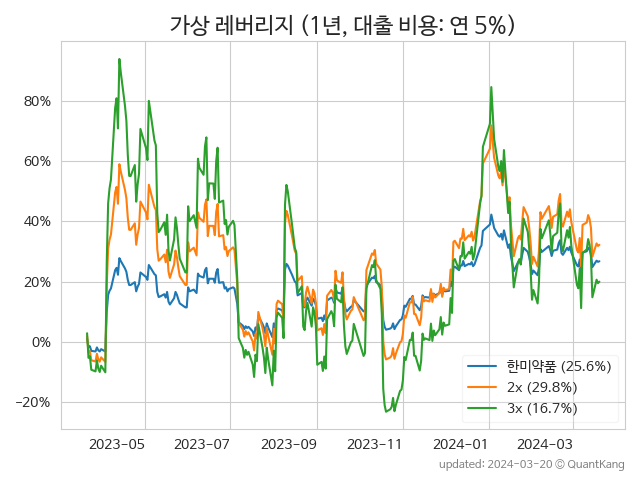 가상 레버리지 (1년, 대출 비용: 연 5%)
80%
60%
40%
20%
0%
−20%
한미약품 (25.6%)
2x (29.8%)
3x (16.7%)
2023-05 2023-07 2023-09 2023-11 2024-01 2024-03
updated: 2024-03-20 © QuantKang